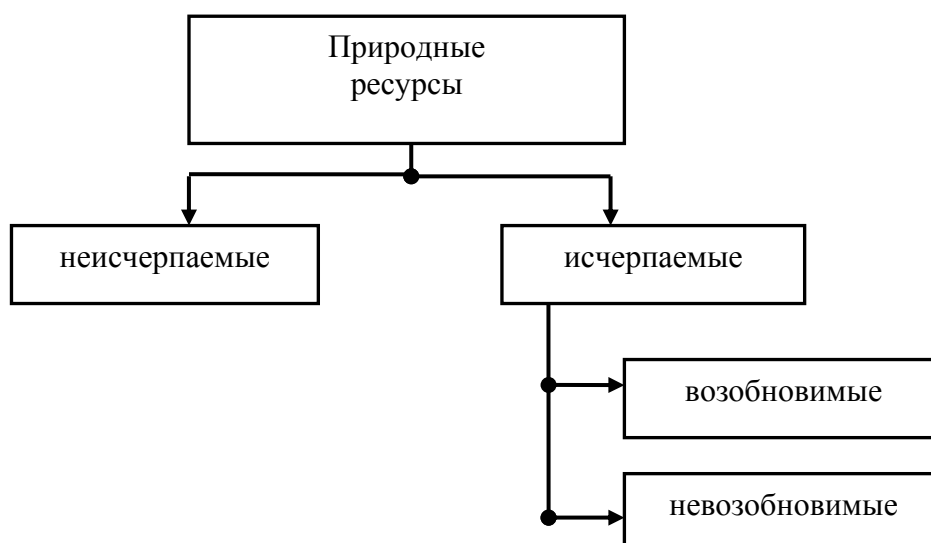 Природные
ресурсы
неисчерпаемые
исчерпаемые
возобновимые
невозобновимые